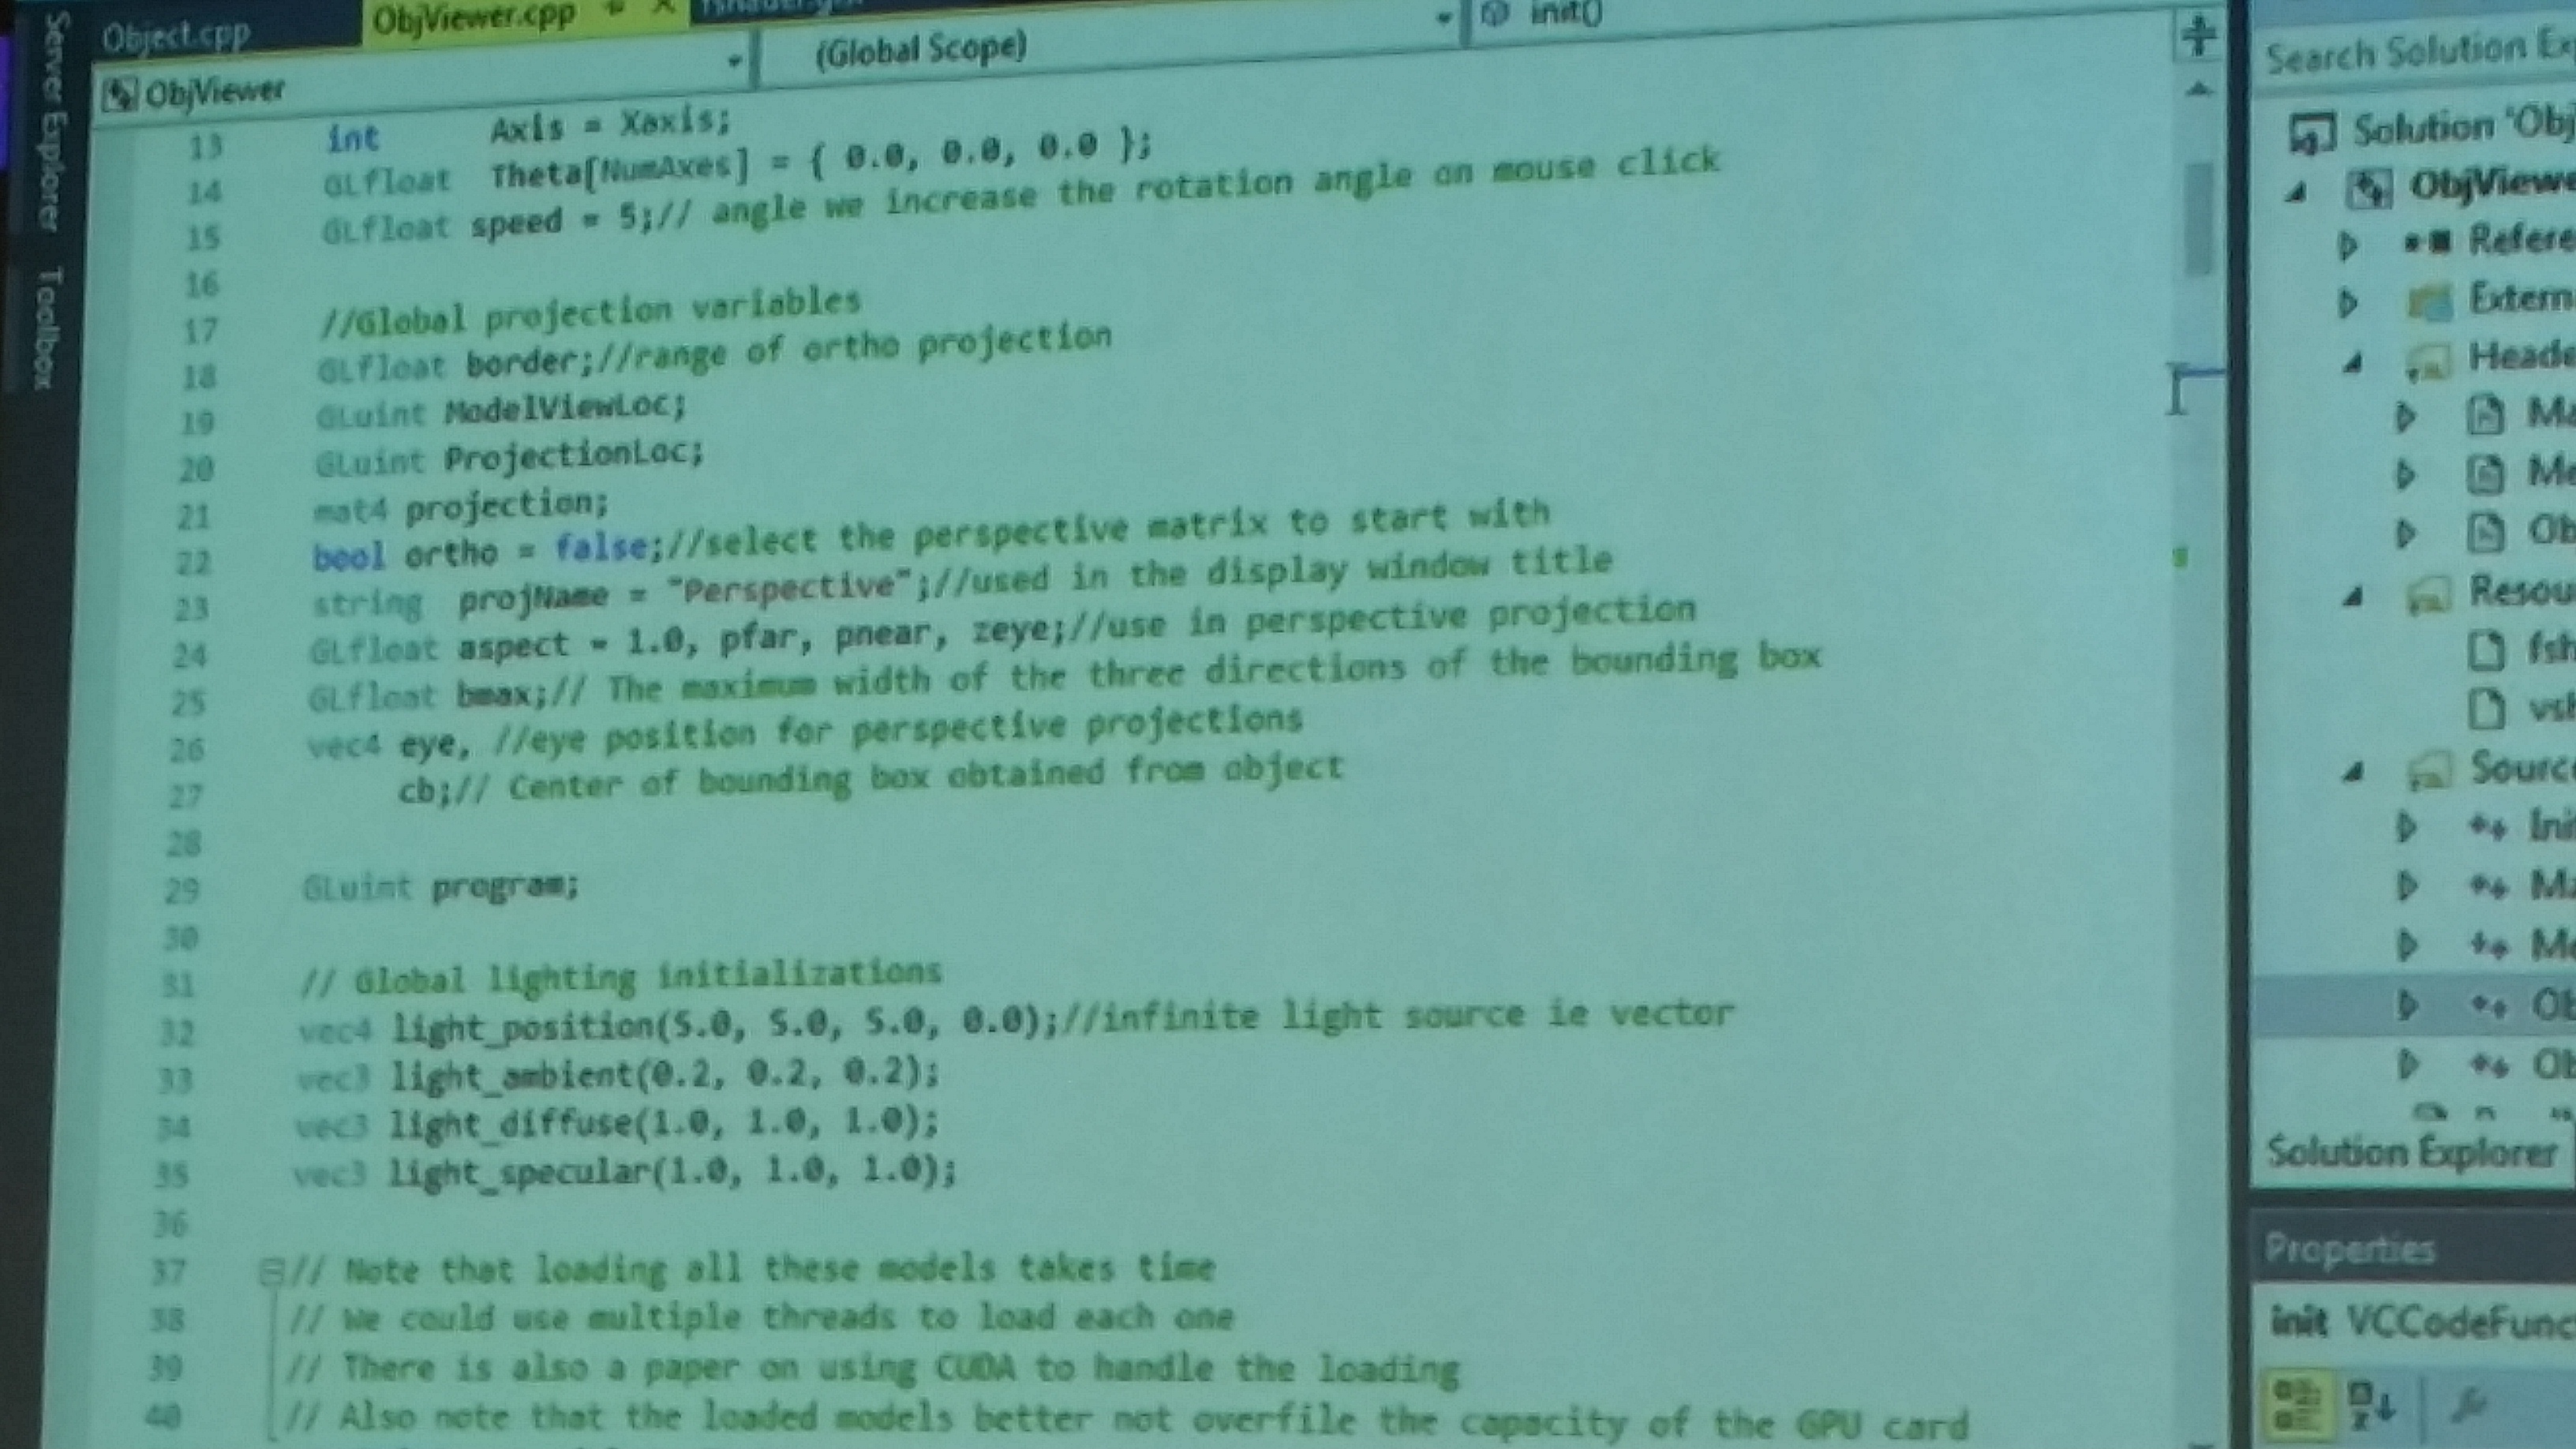 Object.cpp
ObjViewer.cpp
ObjViewer
(Global Scope)
init()
Server Explorer
Toolbox
13 int Axis = Xaxis;
14 GLfloat Theta[NumAxes] = { 0.0, 0.0, 0.0 };
15 GLfloat speed = 5;// angle we increase the rotation angle on mouse click
16
17 //Global projection variables
18 GLfloat border;//range of ortho projection
19 GLuint ModelViewLoc;
20 GLuint ProjectionLoc;
21 mat4 projection;
22 bool ortho = false;//select the perspective matrix to start with
23 string projName = "Perspective";//used in the display window title
24 GLfloat aspect = 1.0, pfar, pnear, zeye;//use in perspective projection
25 GLfloat bmax;// The maximum width of the three directions of the bounding box
26 vec4 eye, //eye position for perspective projections
27 cb;// Center of bounding box obtained from object
28
29 GLuint program;
30
31 // Global lighting initializations
32 vec4 light_position(5.0, 5.0, 5.0, 0.0);//infinite light source ie vector
33 vec3 light_ambient(0.2, 0.2, 0.2);
34 vec3 light_diffuse(1.0, 1.0, 1.0);
35 vec3 light_specular(1.0, 1.0, 1.0);
36
37 // Note that loading all these models takes time
38 // We could use multiple threads to load each one
39 // There is also a paper on using CUDA to handle the loading
40 // Also note that the loaded models better not overfile the capacity of the GPU card
Search Solution Ex
Solution 'Obj
ObjViewe
Refere
Extern
Heade
Ma
Me
Ob
Resou
fsh
vsh
Sourc
Init
Ma
Me
Ob
Ob
Solution Explorer
Properties
init VCCodeFunc